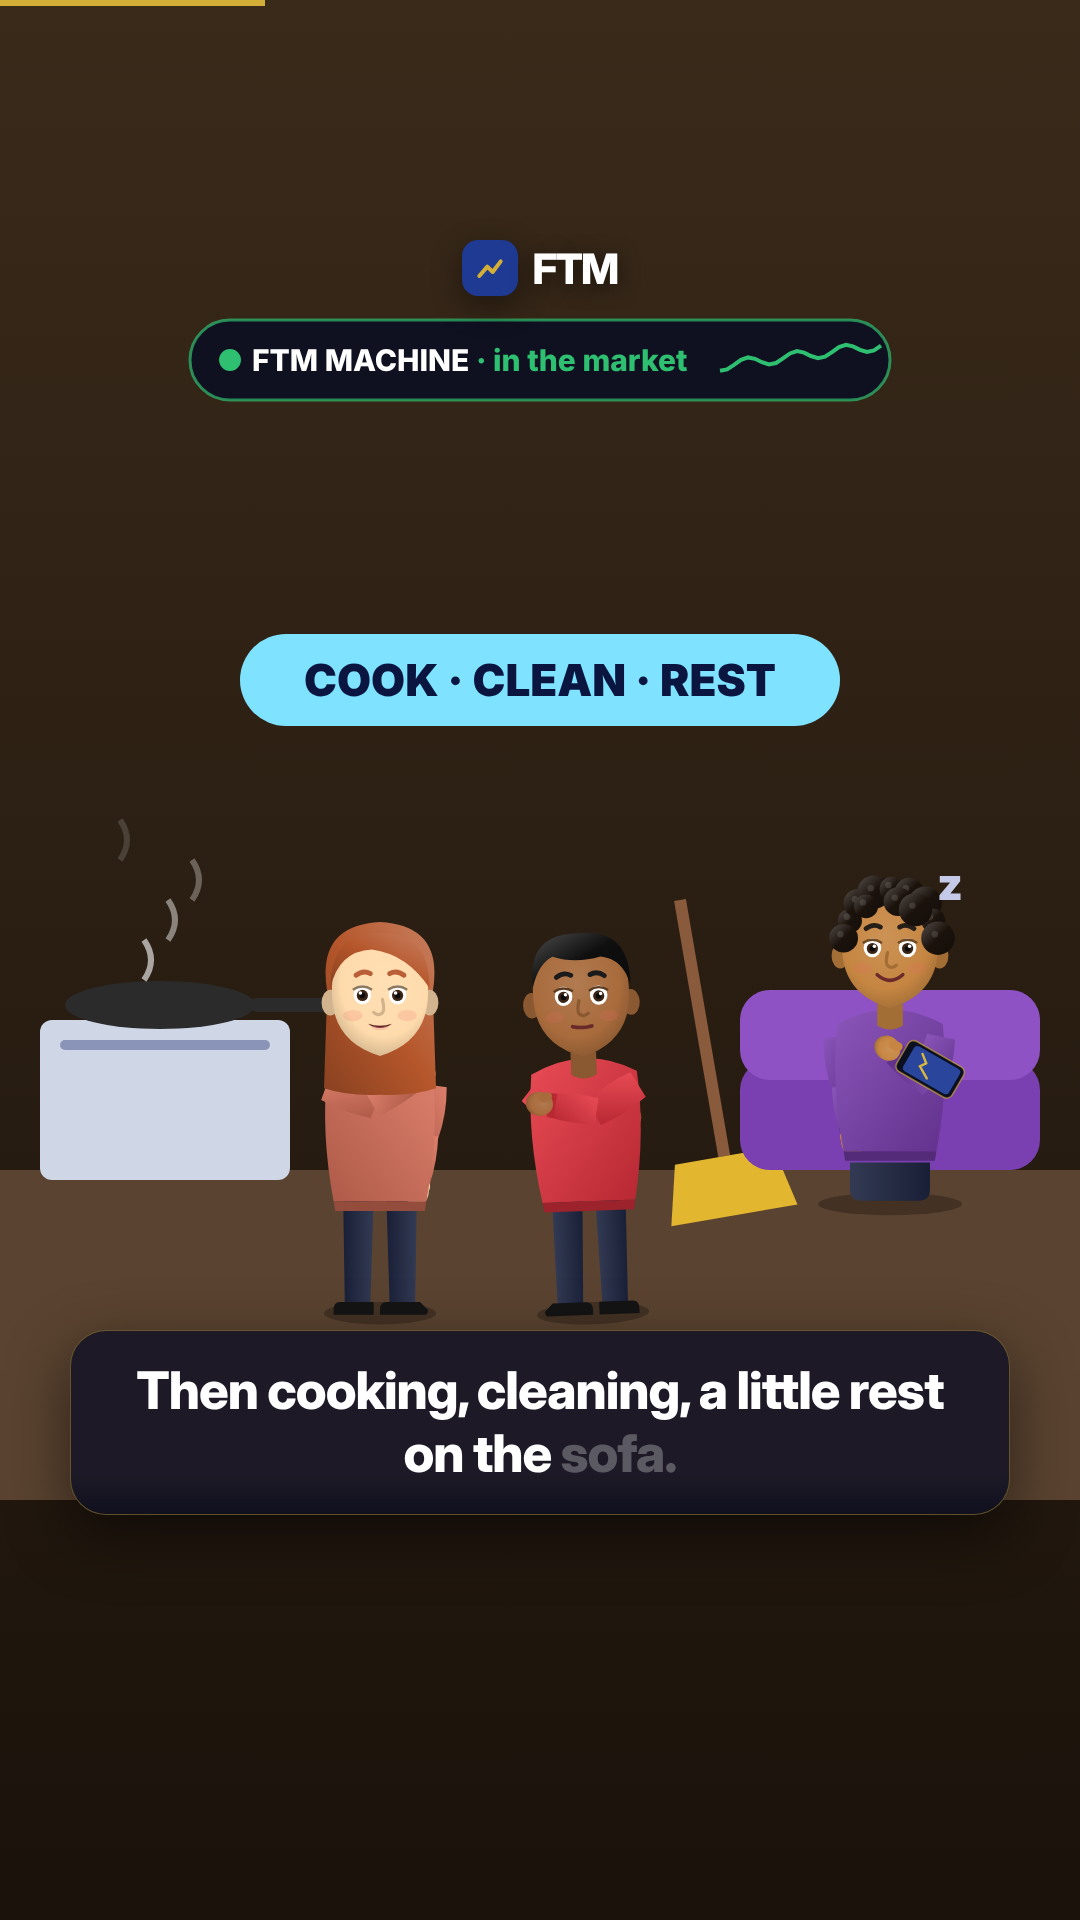 FTM
FTM MACHINE · in the market
COOK · CLEAN · REST
z
Then cooking, cleaning, a little rest
on the sofa.